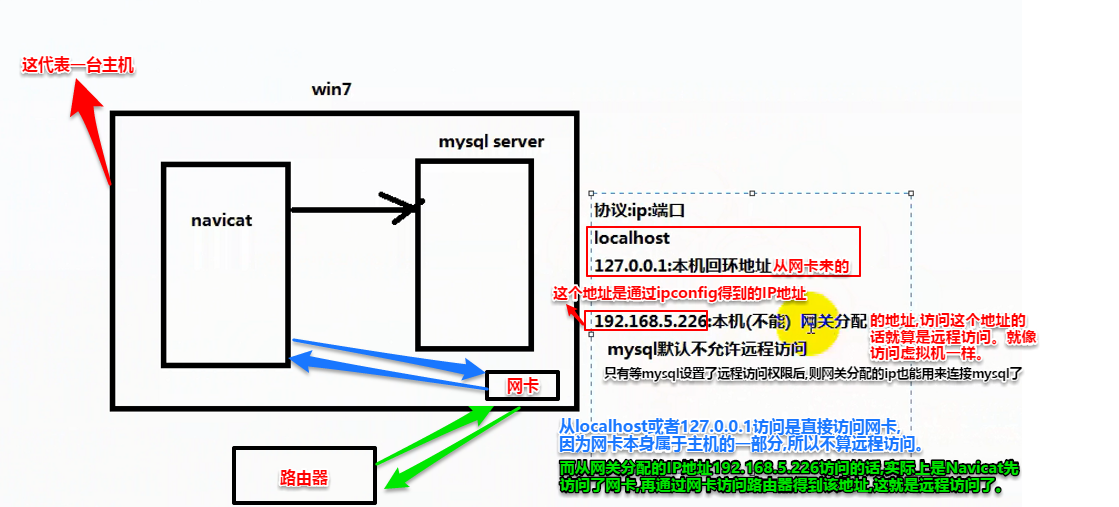 这代表一台主机
win7
mysql server
navicat
协议:ip:端口
localhost
127.0.0.1:本机回环地址从网卡来的
这个地址是通过ipconfig得到的IP地址
192.168.5.226:本机(不能) 网关分配的地址,访问这个地址的
话就算是远程访问。就像
访问虚拟机一样。
mysql默认不允许远程访问
只有等mysql设置了远程访问权限后,则网关分配的ip也能用来连接mysql了
网卡
从localhost或者127.0.0.1访问是直接访问网卡,
因为网卡本身属于主机的一部分,所以不算远程访问。
而从网关分配的IP地址192.168.5.226访问的话,实际上是Navicat先
访问了网卡,再通过网卡访问路由器得到该地址,这就是远程访问了。
路由器